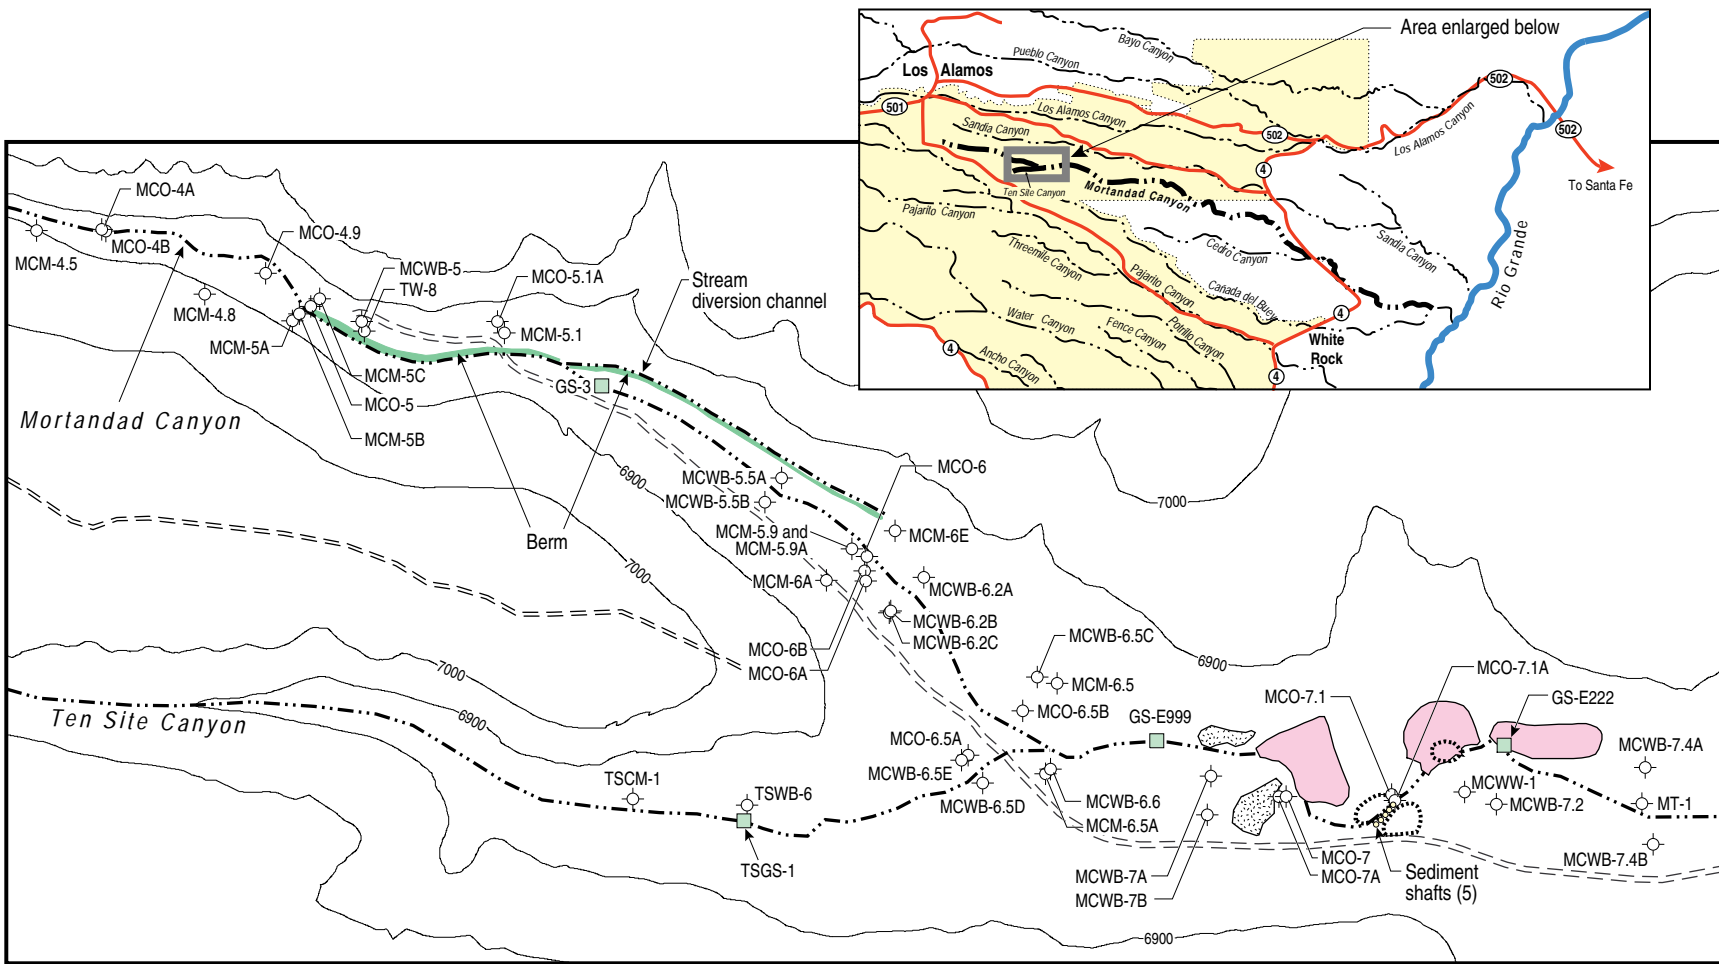 Area enlarged below
Bayo Canyon
Pueblo Canyon
Los Alamos
502
501
Los Alamos Canyon
Sandia Canyon
502
Los Alamos Canyon
502
4
To Santa Fe
Ten Site Canyon
Mortandad Canyon
Pajarito Canyon
Sandia Canyon
Threemile Canyon
Cedro Canyon
Pajarito Canyon
Cañada del Buey
Rio Grande
Water Canyon
Fence Canyon
Potrillo Canyon
4
White
Rock
4
Ancho Canyon
4
MCO-4A
MCO-4B
MCO-4.9
MCM-4.5
MCWB-5
MCO-5.1A
TW-8
Stream
diversion channel
MCM-4.8
MCM-5A
MCM-5.1
MCM-5C
GS-3
MCO-5
Mortandad Canyon
MCM-5B
6900
MCO-6
MCWB-5.5A
7000
MCWB-5.5B
Berm
MCM-5.9 and
MCM-5.9A
MCM-6E
7000
MCM-6A
MCWB-6.2A
MCWB-6.2B
MCWB-6.2C
MCWB-6.5C
MCO-6B
MCO-6A
6900
MCO-7.1A
7000
MCM-6.5
MCO-7.1
GS-E222
MCO-6.5B
GS-E999
6900
Ten Site Canyon
MCO-6.5A
MCWB-7.4A
MCWB-6.5E
TSCM-1
TSWB-6
MCWB-6.5D
MCWB-6.6
MCWW-1
MCWB-7.2
MT-1
MCM-6.5A
MCO-7
MCWB-7.4B
TSGS-1
MCWB-7A
MCO-7A
Sediment
shafts (5)
MCWB-7B
6900